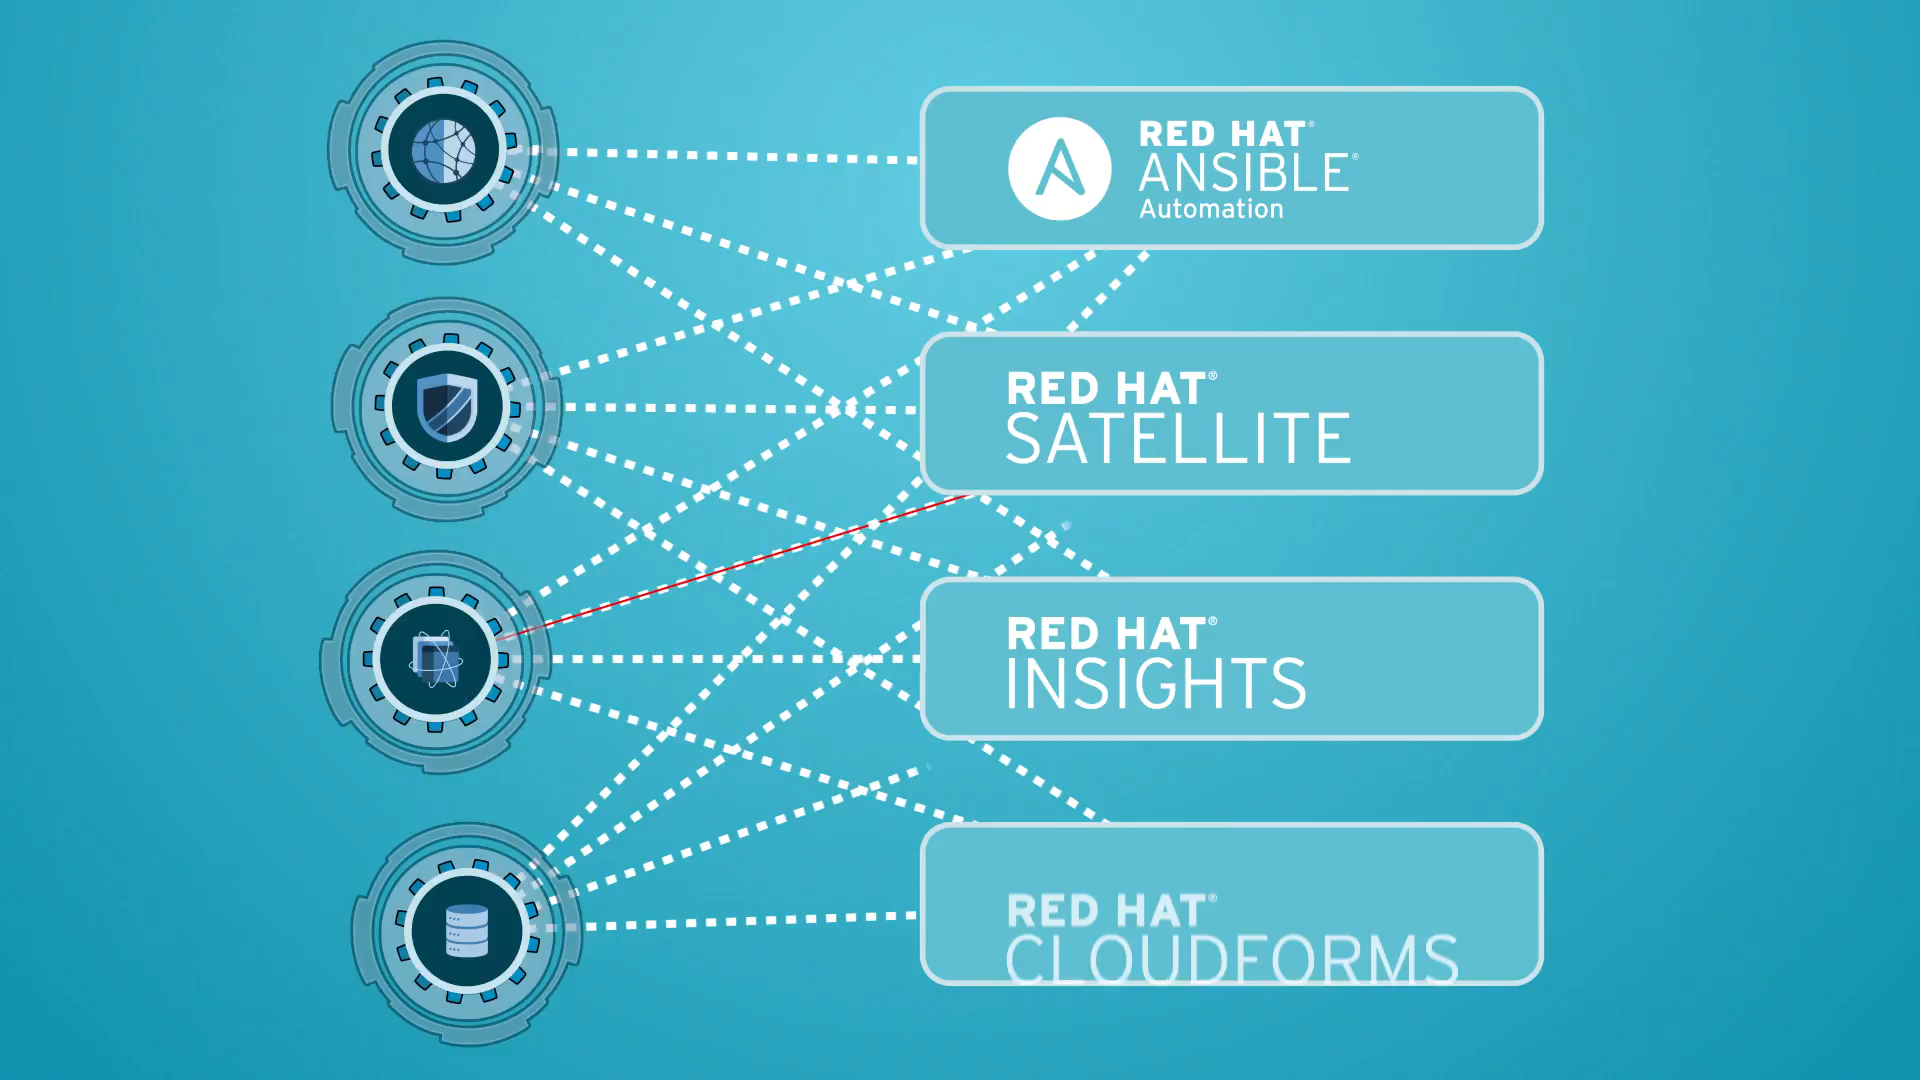 RED HAT®
ANSIBLE®
Automation
RED HAT®
SATELLITE
RED HAT®
INSIGHTS
RED HAT®
CLOUDFORMS